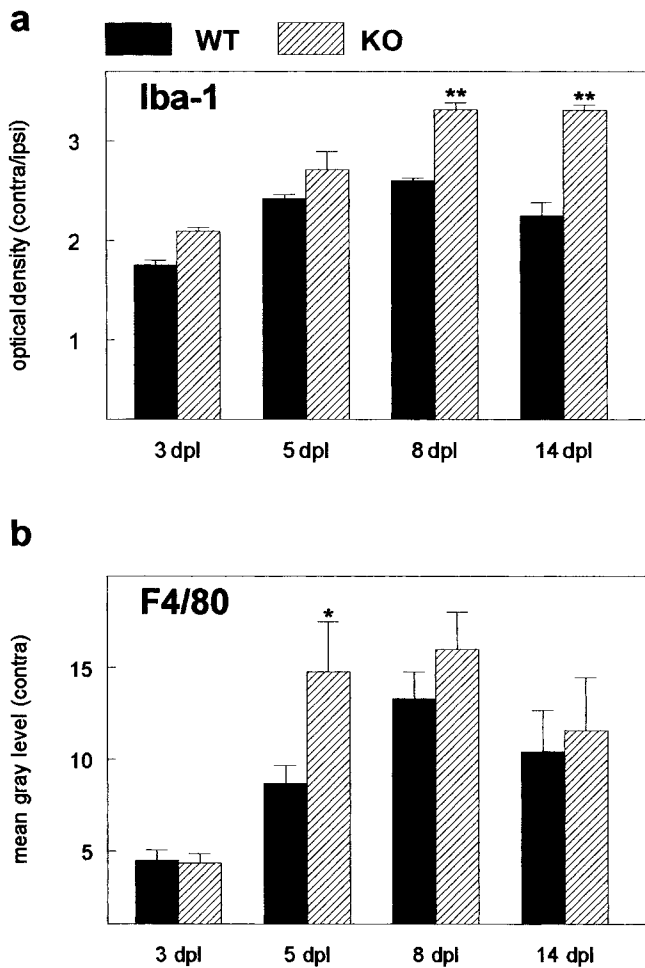 a
WT KO
Iba-1
**
**
3
2
1
optical density (contra/ipsi)
3 dpl 5 dpl 8 dpl 14 dpl
b
F4/80
*
15
10
5
mean gray level (contra)
3 dpl 5 dpl 8 dpl 14 dpl